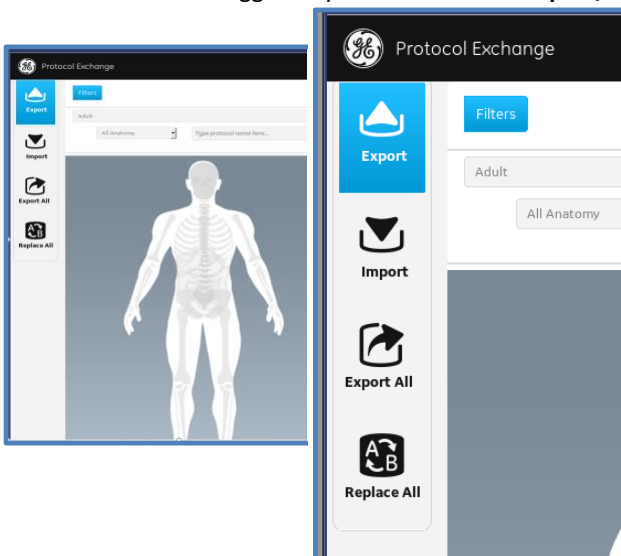 Protocol Exchange
Export
Filters
Adult
All Anatomy
Type protocol name here...
Import
Export All
A
B
Replace All
Protocol Exchange
Export
Filters
Adult
All Anatomy
Import
Export All
A
B
Replace All